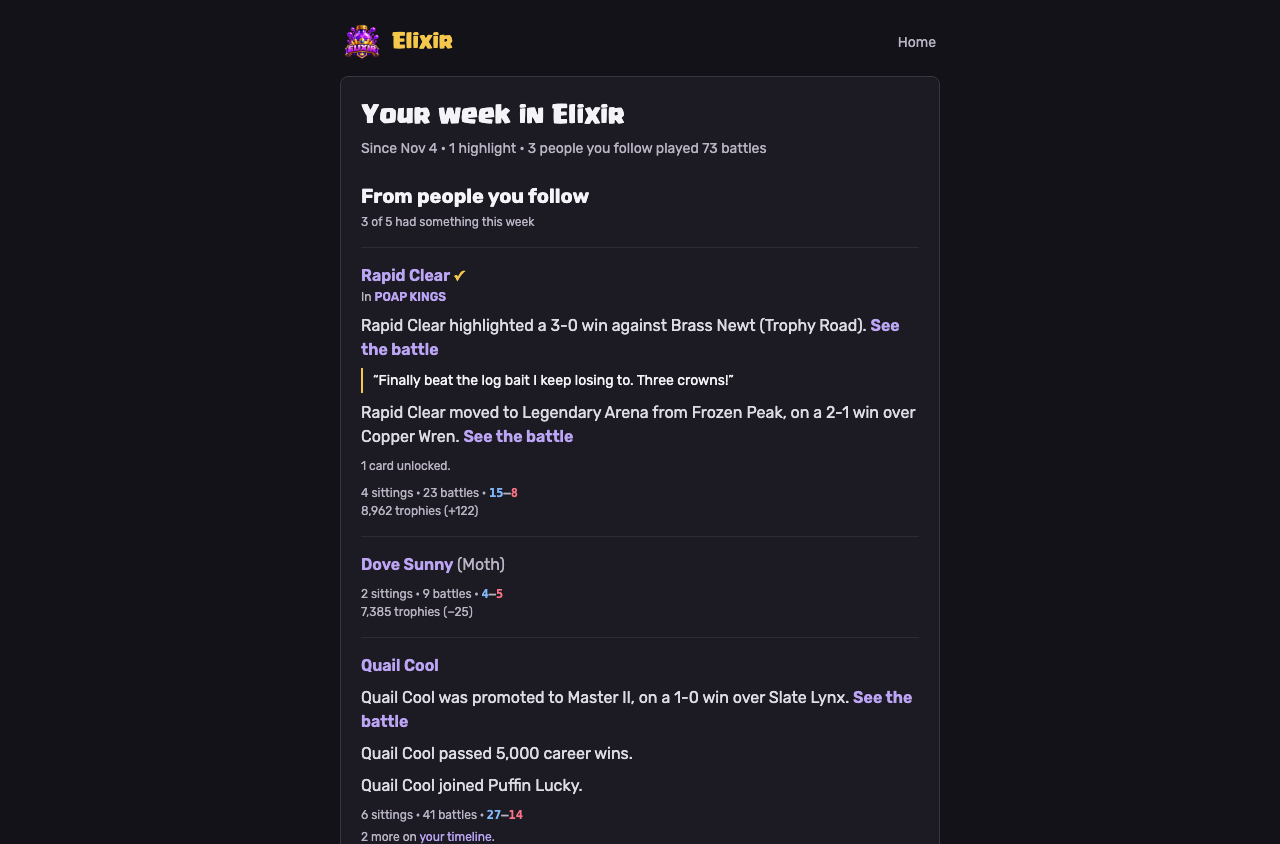 ELIXIR
Elixir
Home
Your week in Elixir
Since Nov 4 • 1 highlight • 3 people you follow played 73 battles
From people you follow
3 of 5 had something this week
Rapid Clear ✓
In POAP KINGS
Rapid Clear highlighted a 3-0 win against Brass Newt (Trophy Road). See
the battle
“Finally beat the log bait I keep losing to. Three crowns!”
Rapid Clear moved to Legendary Arena from Frozen Peak, on a 2-1 win over
Copper Wren. See the battle
1 card unlocked.
4 sittings • 23 battles • 15–8
8,962 trophies (+122)
Dove Sunny (Moth)
2 sittings • 9 battles • 4–5
7,385 trophies (−25)
Quail Cool
Quail Cool was promoted to Master II, on a 1-0 win over Slate Lynx. See the
battle
Quail Cool passed 5,000 career wins.
Quail Cool joined Puffin Lucky.
6 sittings • 41 battles • 27–14
2 more on your timeline.